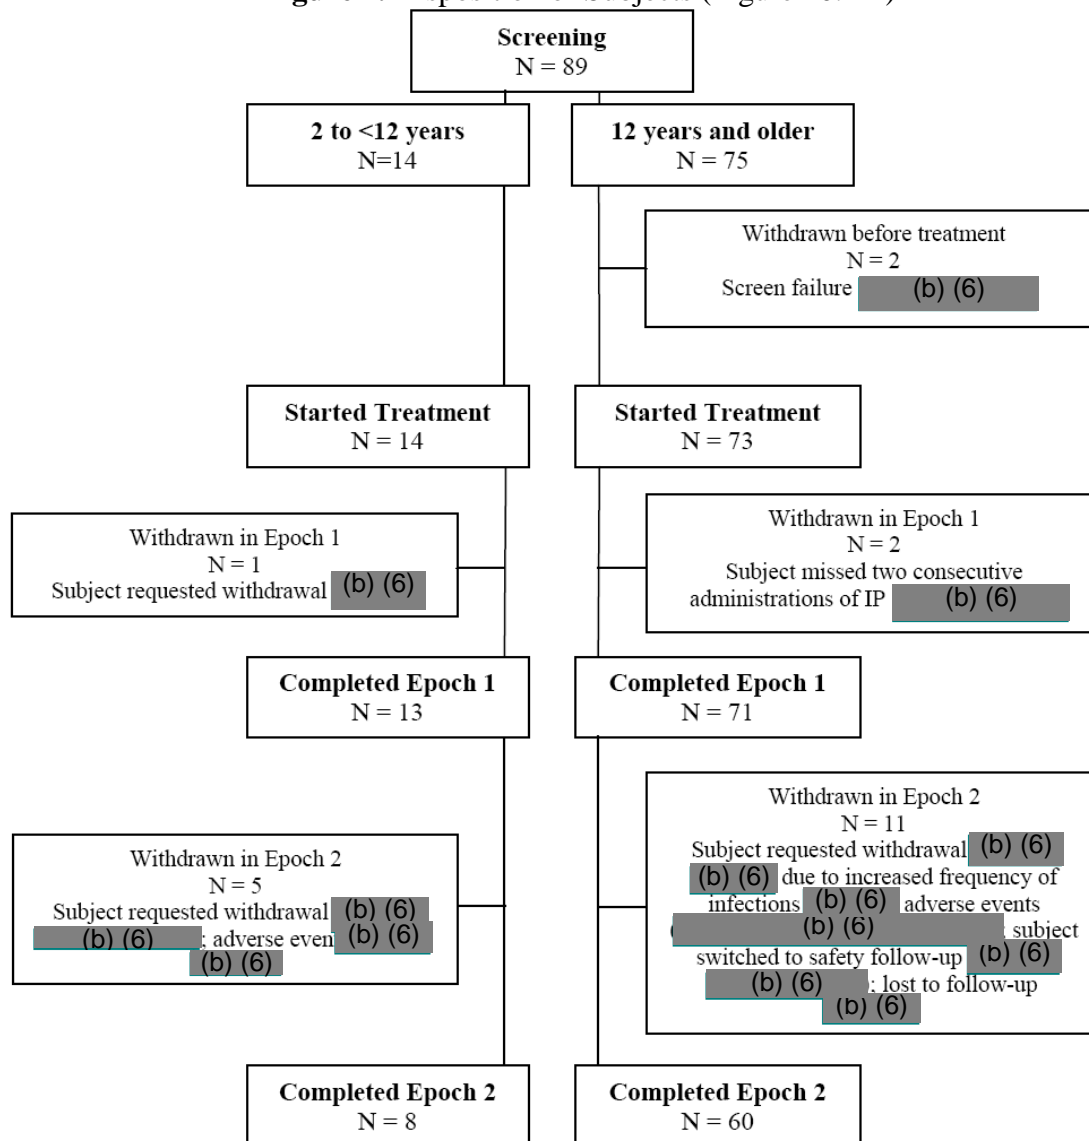 Disposition of Subjects (Figure
Screening
N = 89
2 to <12 years
N=14
12 years and older
N = 75
Withdrawn before treatment
N = 2
Screen failure (b) (6)
Started Treatment
N = 14
Started Treatment
N = 73
Withdrawn in Epoch 1
N = 1
Subject requested withdrawal (b) (6)
Withdrawn in Epoch 1
N = 2
Subject missed two consecutive
administrations of IP (b) (6)
Completed Epoch 1
N = 13
Completed Epoch 1
N = 71
Withdrawn in Epoch 2
N = 5
Subject requested withdrawal (b) (6)
(b) (6) ; adverse even (b) (6)
(b) (6)
Withdrawn in Epoch 2
N = 11
Subject requested withdrawal (b) (6)
(b) (6) due to increased frequency of
infections (b) (6) adverse events
( (b) (6) ; subject
switched to safety follow-up (b) (6)
(b) (6) ); lost to follow-up
(b) (6)
Completed Epoch 2
N = 8
Completed Epoch 2
N = 60